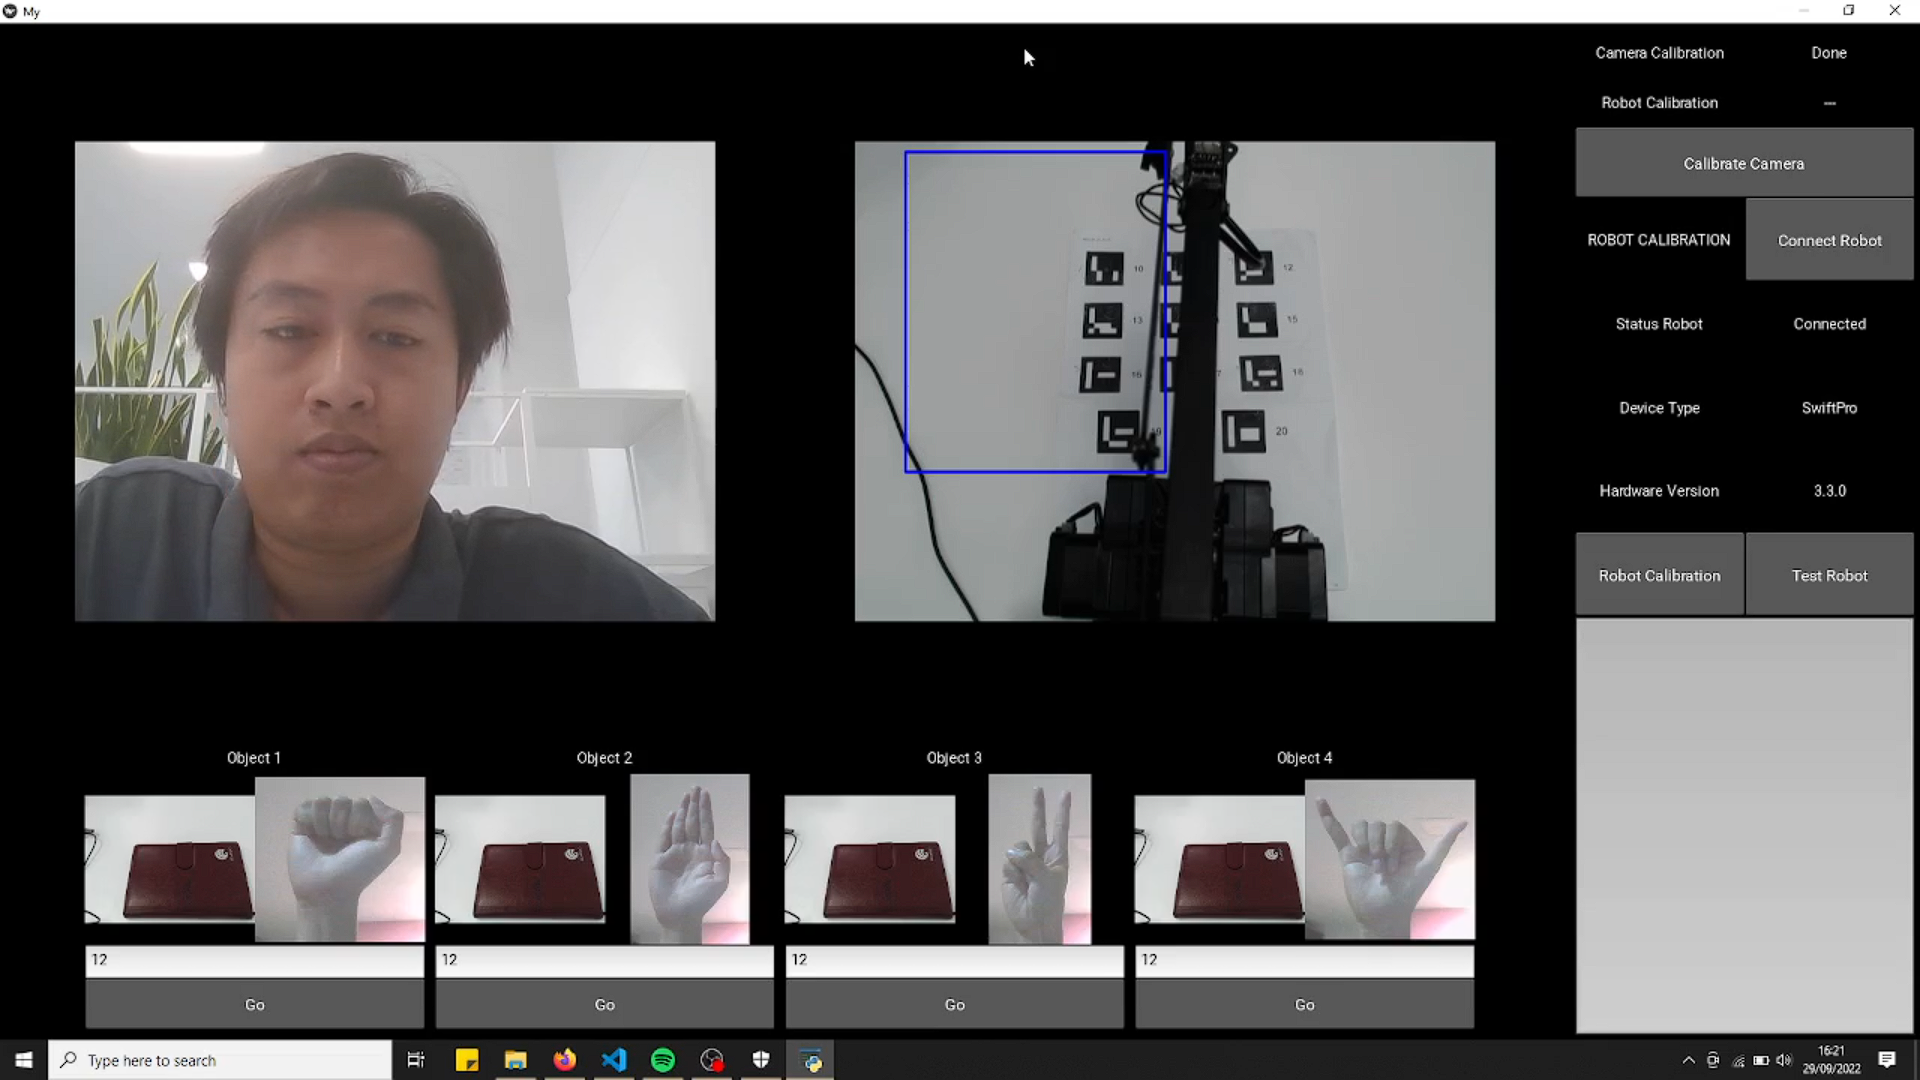 My
Camera Calibration Done
Robot Calibration ---
Calibrate Camera
ROBOT CALIBRATION Connect Robot
Status Robot Connected
Device Type SwiftPro
Hardware Version 3.3.0
Robot Calibration Test Robot
10 12
13 15
16 7 18
19 20
Object 1 Object 2 Object 3 Object 4
12 12 12 12
Go Go Go Go
Type here to search
16:21
29/09/2022